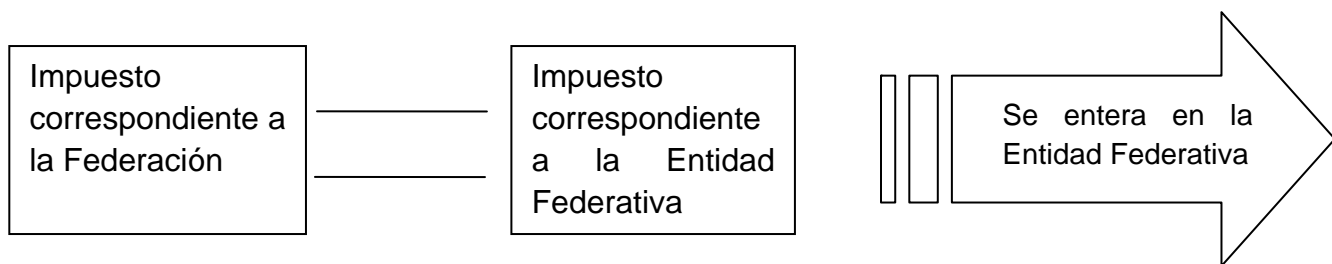 Impuesto
correspondiente a
la Federación
Impuesto
correspondiente
a la Entidad
Federativa
Se entera en la
Entidad Federativa